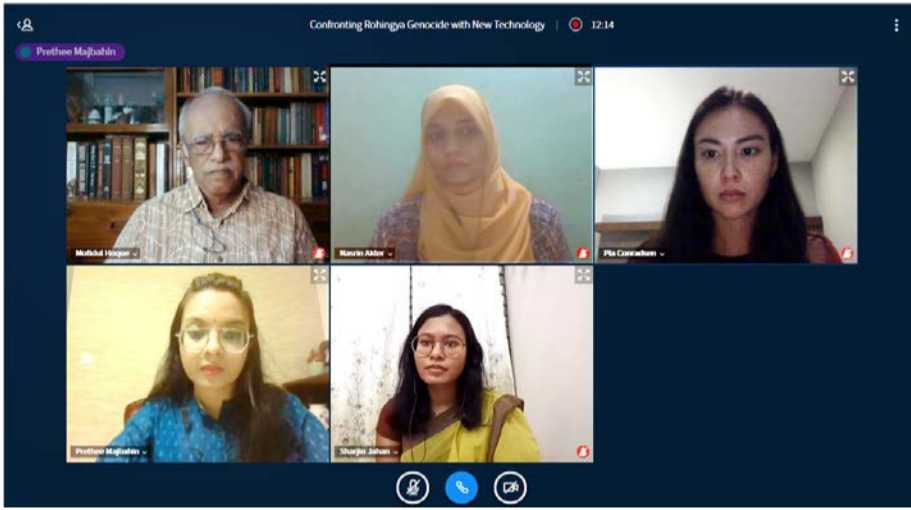 Confronting Rohingya Genocide with New Technology | 12:14
Prethee Majbahin
Mofidul Hoque
Nasrin Akter
Pia Conradsen
Prethee Majbahin
Sharjin Jahan